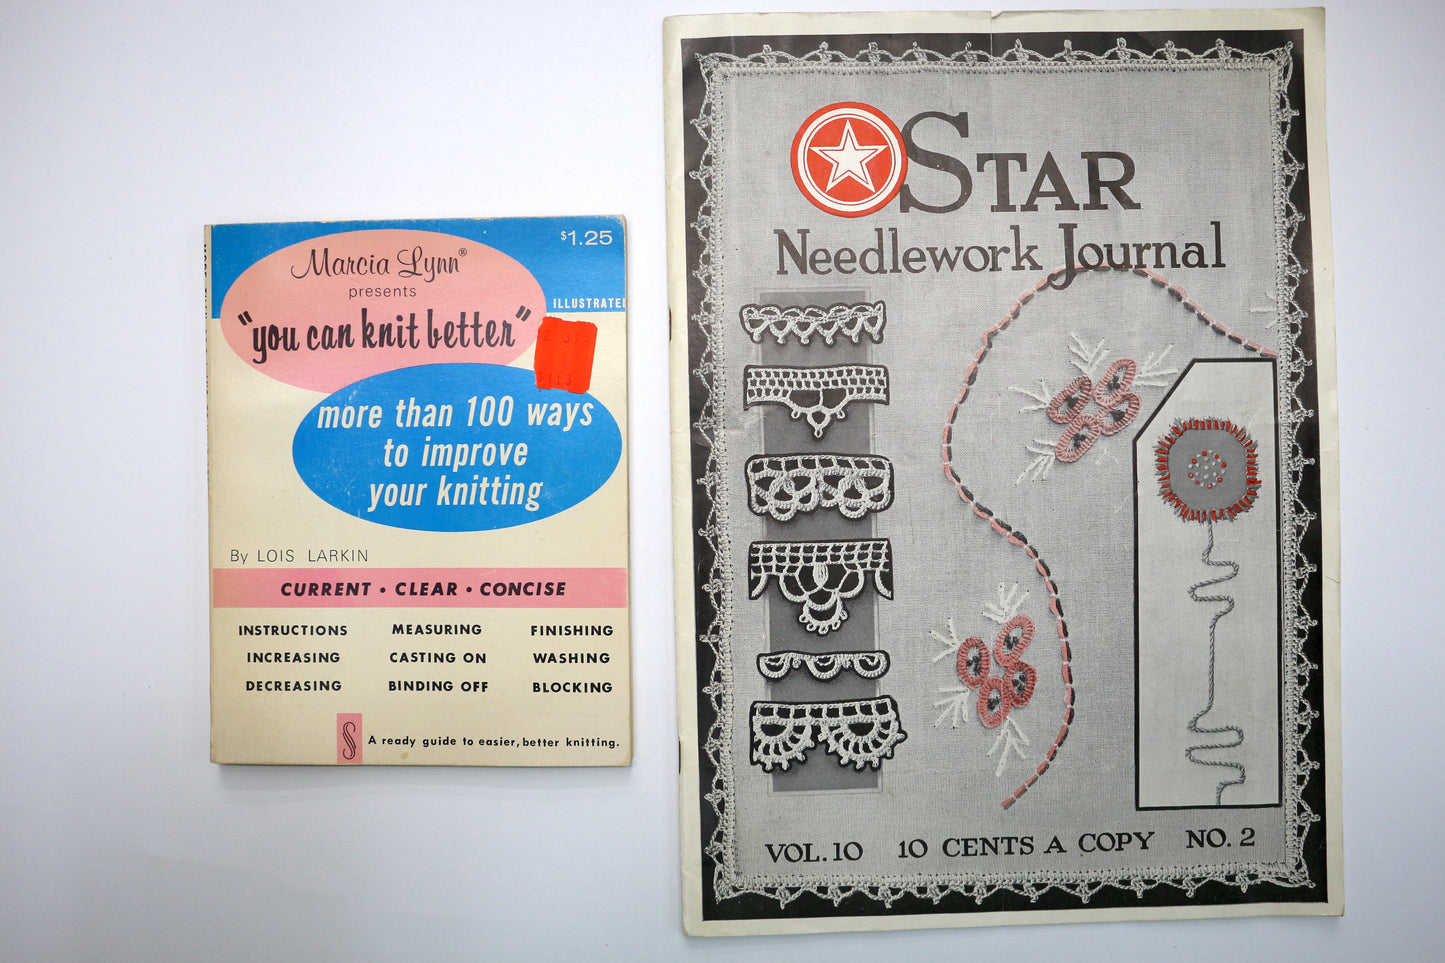 $1.25
Marcia Lynn®
presents
"you can knit better"
ILLUSTRATED
more than 100 ways
to improve
your knitting
By LOIS LARKIN
CURRENT • CLEAR • CONCISE
INSTRUCTIONS MEASURING FINISHING
INCREASING CASTING ON WASHING
DECREASING BINDING OFF BLOCKING
A ready guide to easier, better knitting.
STAR
Needlework Journal
VOL. 10 10 CENTS A COPY NO. 2